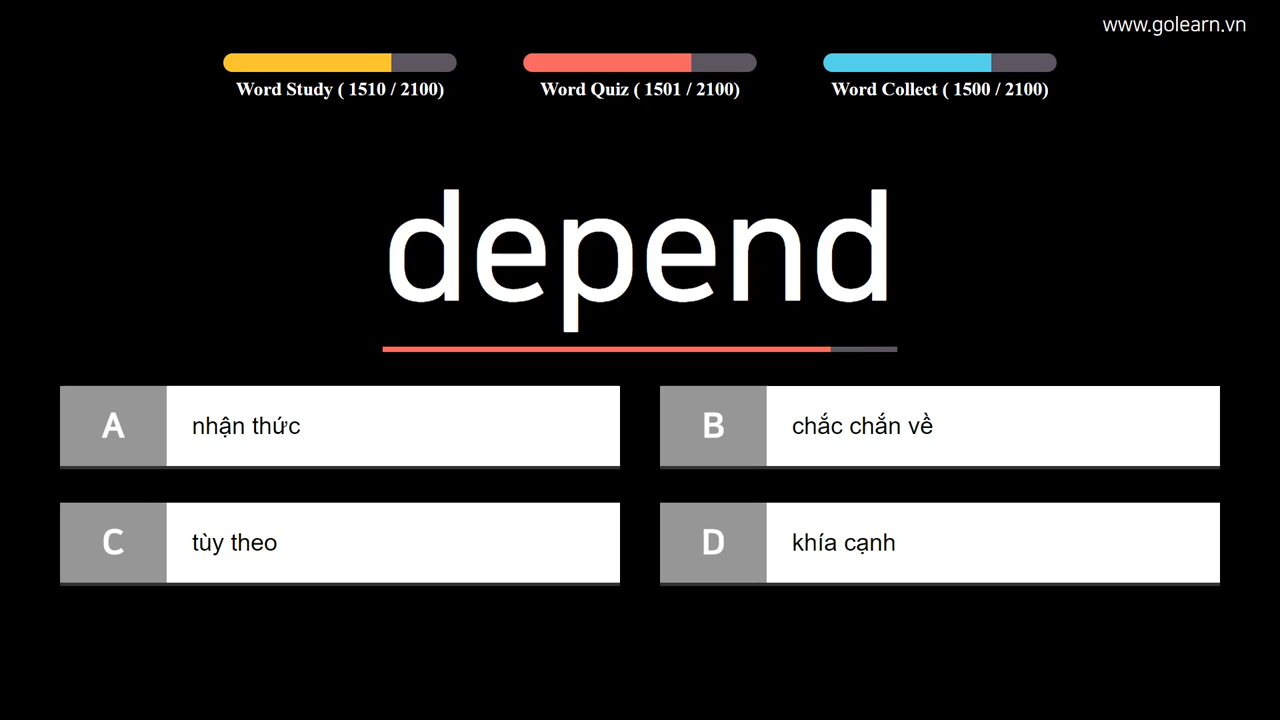 www.golearn.vn
Word Study ( 1510 / 2100)
Word Quiz ( 1501 / 2100)
Word Collect ( 1500 / 2100)
depend
A nhận thức
B chắc chắn về
C tùy theo
D khía cạnh